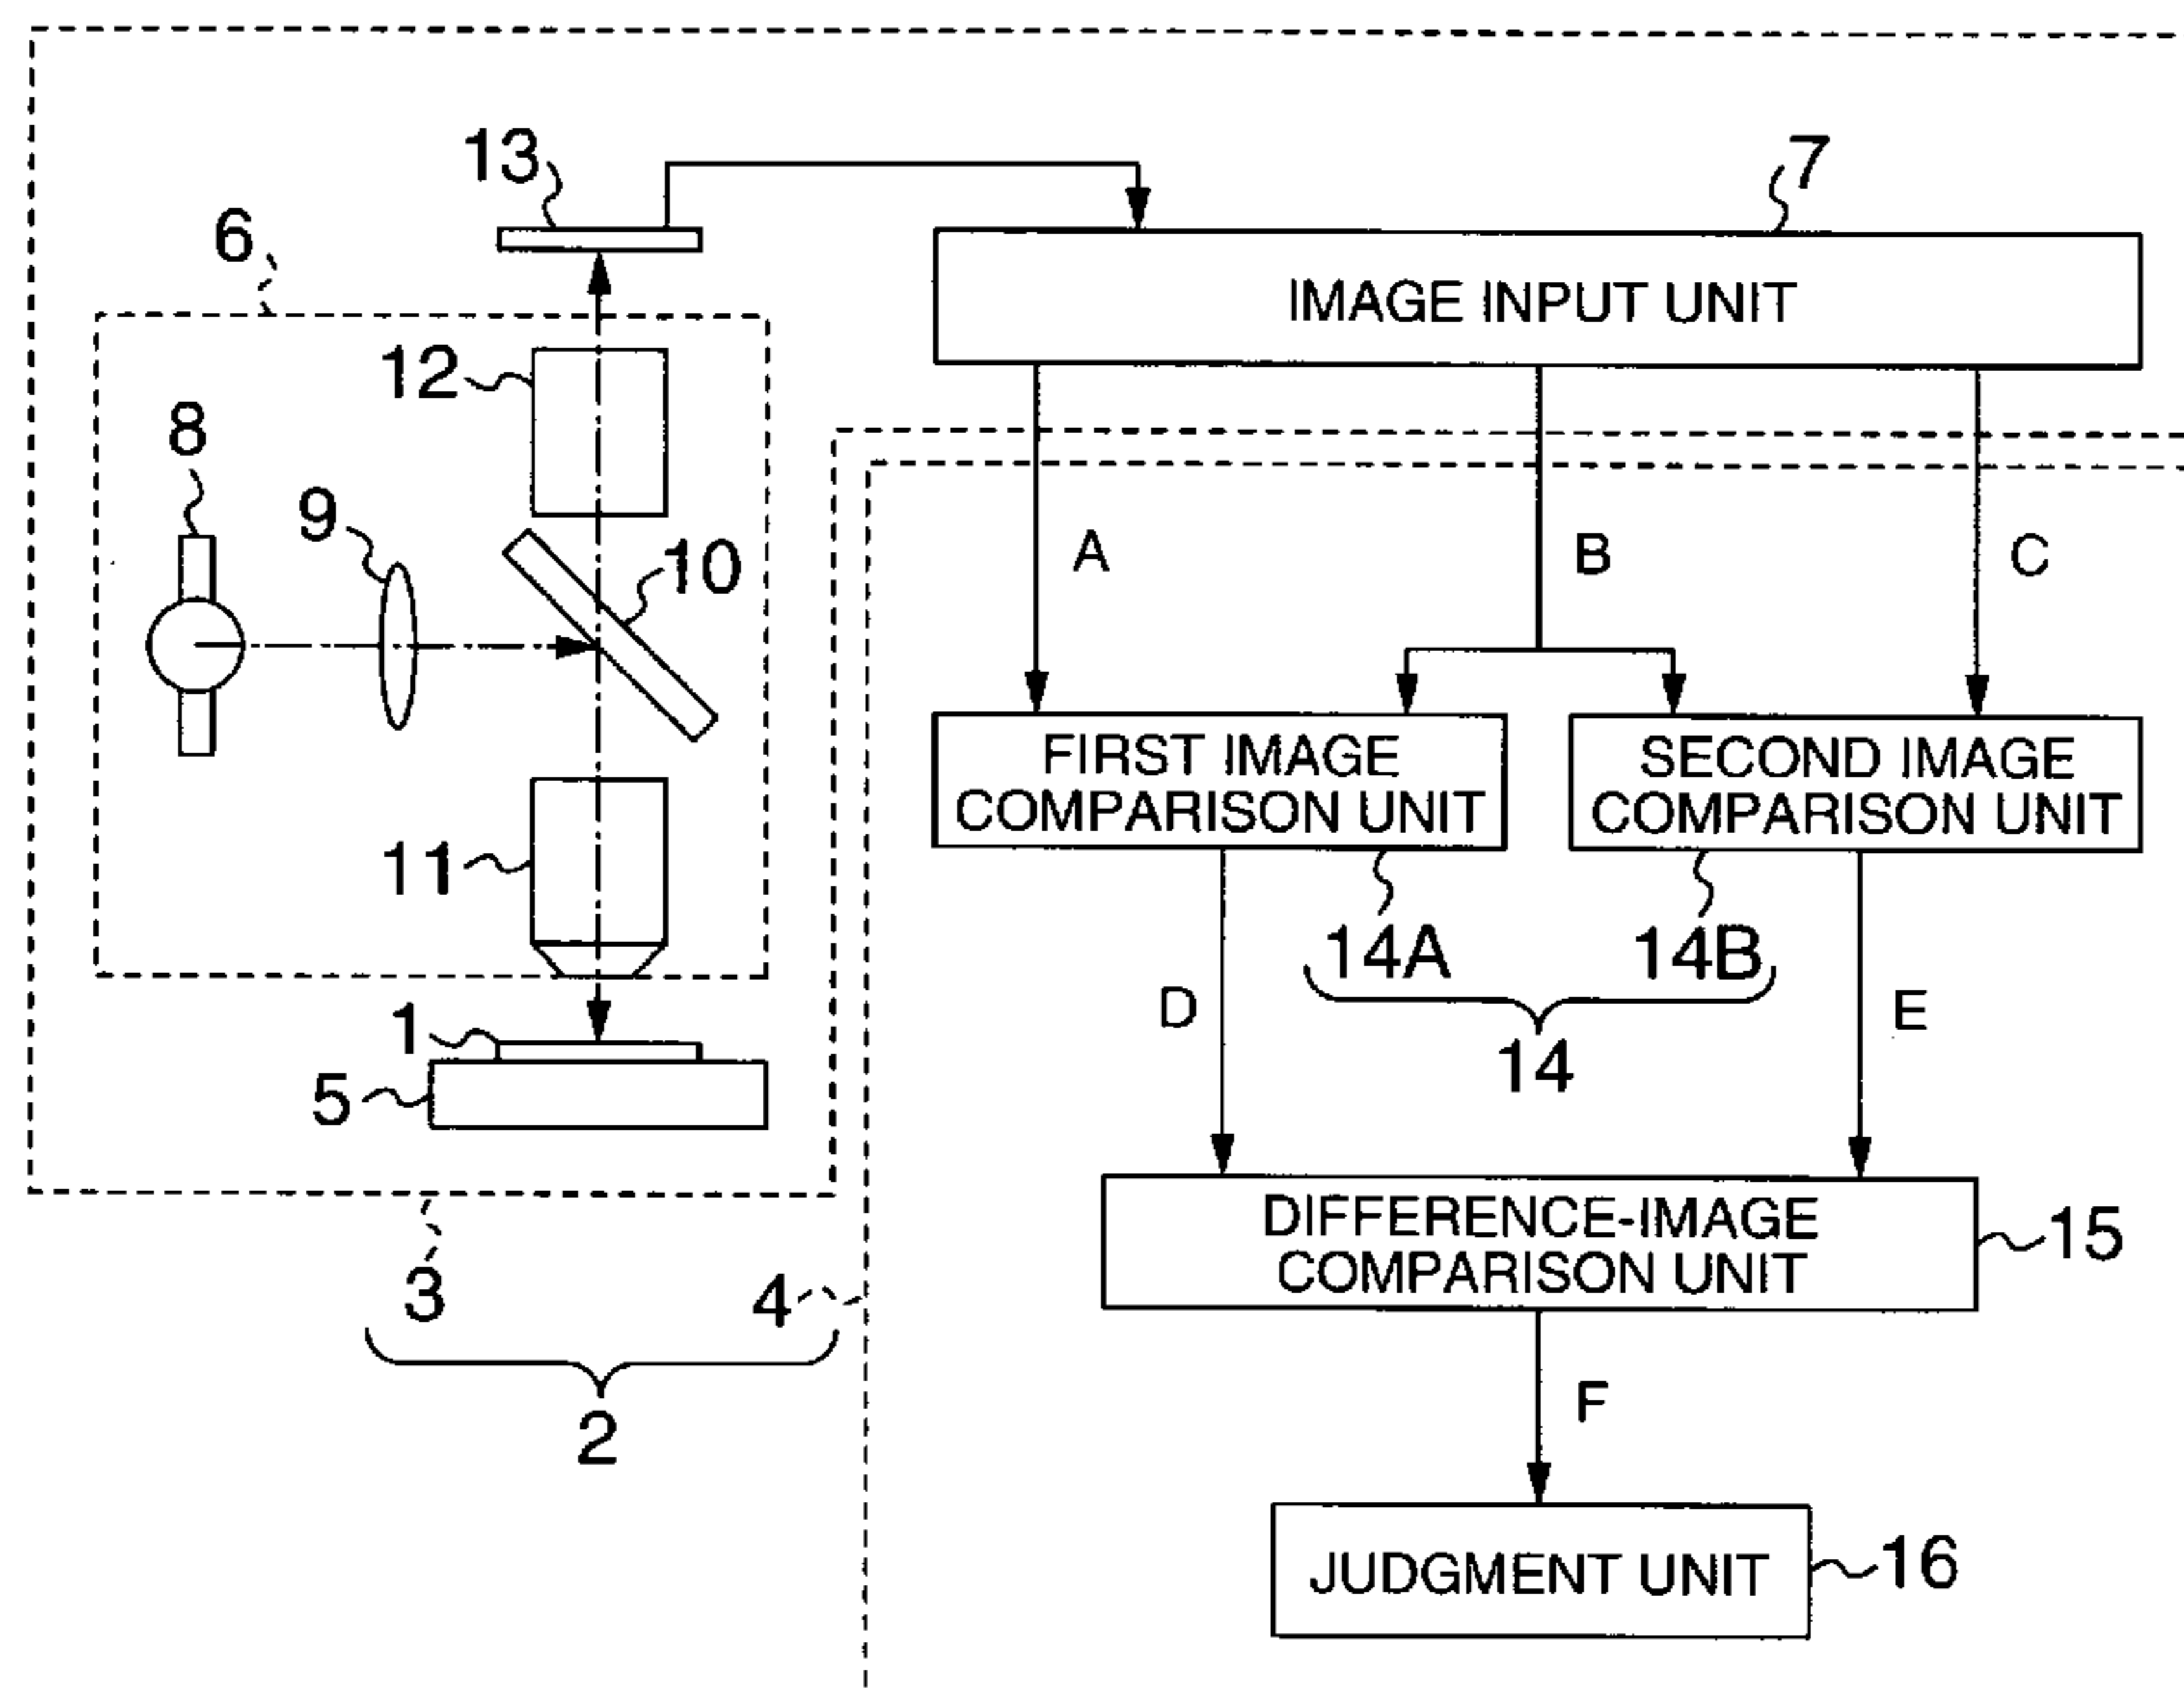 13
7
6
IMAGE INPUT UNIT
12
8
9
10
A
B
C
FIRST IMAGE
COMPARISON UNIT
SECOND IMAGE
COMPARISON UNIT
11
14A
14B
D
E
1
14
5
DIFFERENCE-IMAGE
COMPARISON UNIT
15
3
4
F
2
JUDGMENT UNIT
16